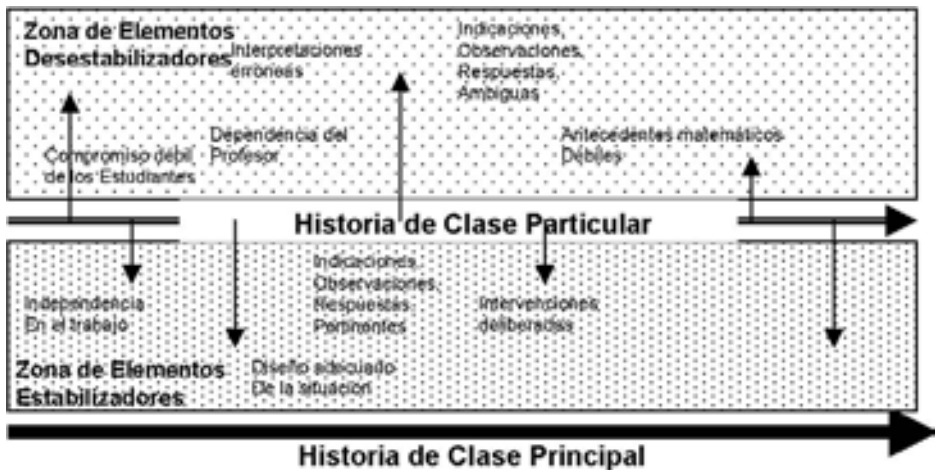 Zona de Elementos
Desestabilizadores
Interpretaciones
erróneas
Indicaciones,
Observaciones,
Respuestas,
Ambiguas
Compromiso débil
de los Estudiantes
Dependencia del
Profesor
Antecedentes matemáticos
Débiles
Historia de Clase Particular
Independencia
En el trabajo
Indicaciones,
Observaciones,
Respuestas,
Pertinentes
Intervenciones
deliberadas
Zona de Elementos
Estabilizadores
Diseño adecuado
De la situación
Historia de Clase Principal